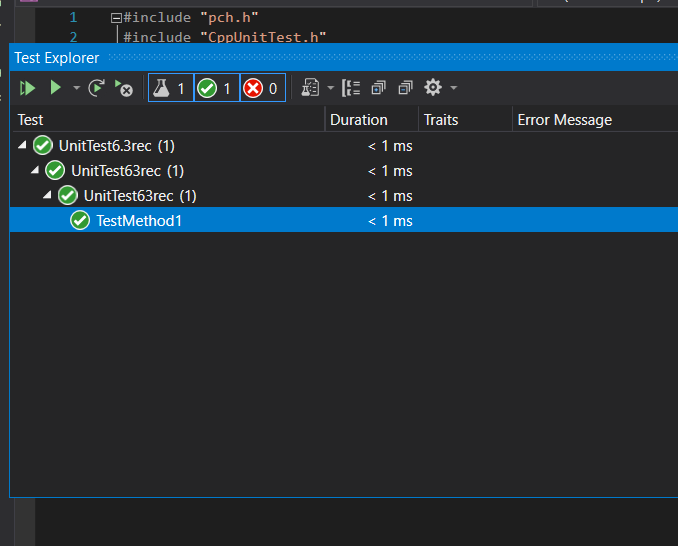 1 #include "pch.h"
2 #include "CppUnitTest.h"
Test Explorer
1 1 0
Test Duration Traits Error Message
UnitTest6.3rec (1) < 1 ms
UnitTest63rec (1) < 1 ms
UnitTest63rec (1) < 1 ms
TestMethod1 < 1 ms